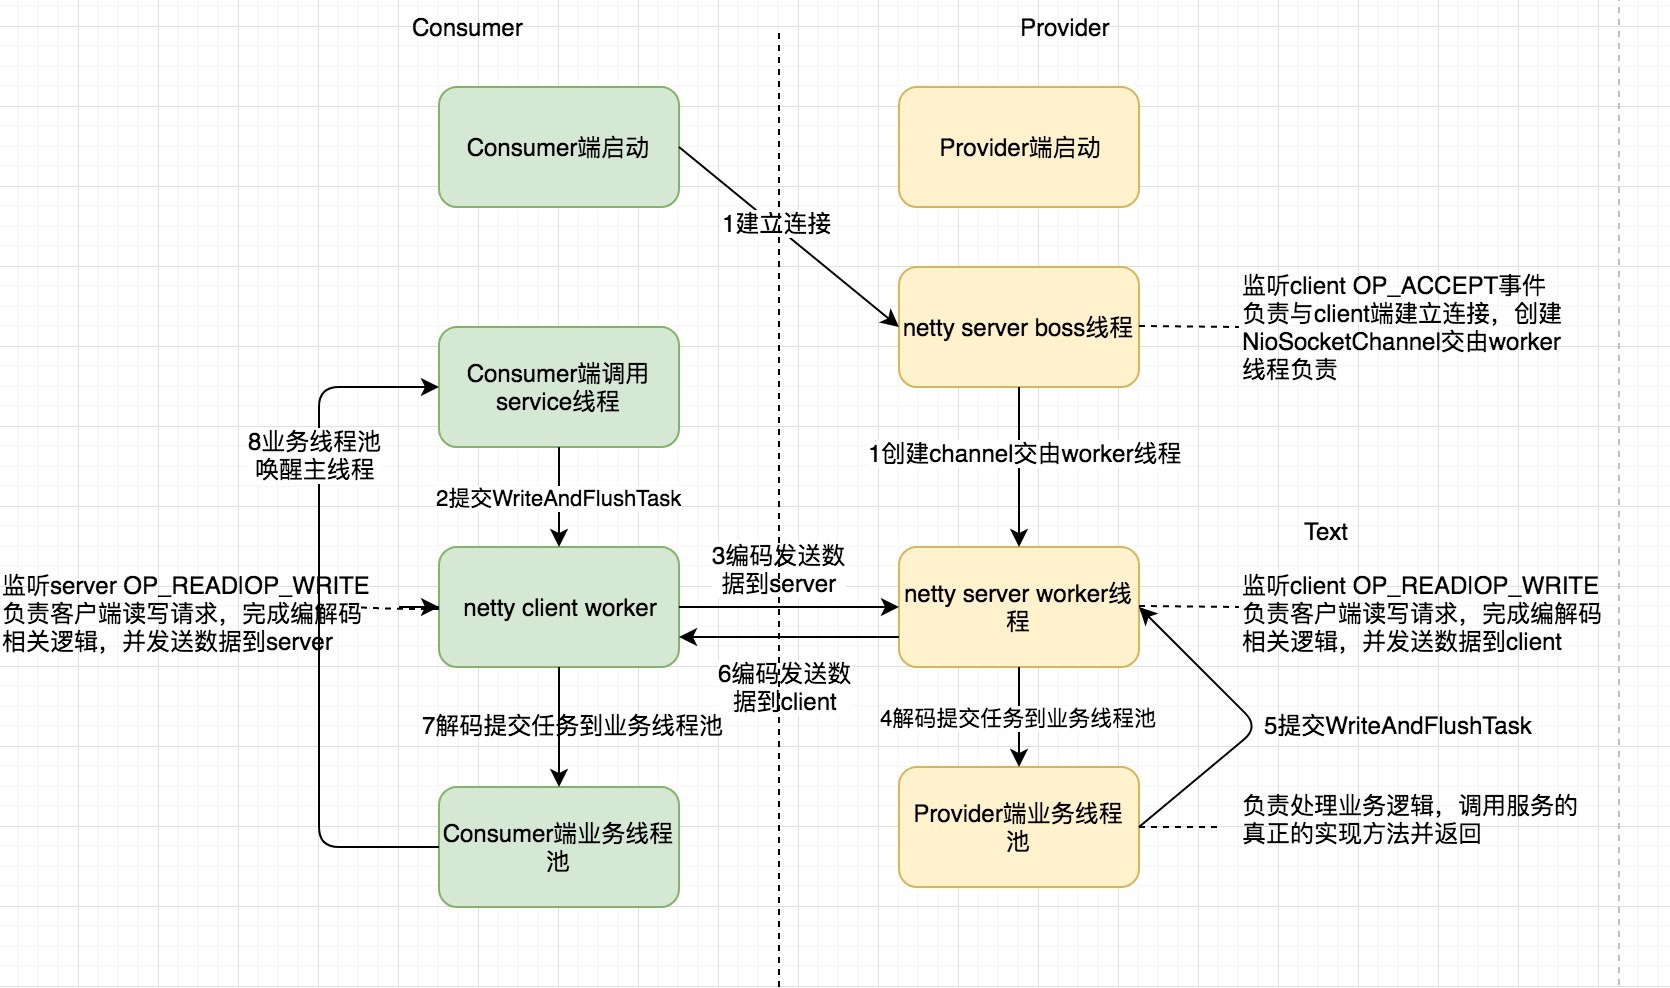 Consumer
Provider
Consumer端启动
Provider端启动
1建立连接
netty server boss线程
监听client OP_ACCEPT事件
负责与client端建立连接，创建
NioSocketChannel交由worker
线程负责
Consumer端调用
service线程
8业务线程池
唤醒主线程
1创建channel交由worker线程
2提交WriteAndFlushTask
Text
3编码发送数
据到server
监听server OP_READ|OP_WRITE
负责客户端读写请求，完成编解码
相关逻辑，并发送数据到server
netty client worker
netty server worker线
程
监听client OP_READ|OP_WRITE
负责客户端读写请求，完成编解码
相关逻辑，并发送数据到client
6编码发送数
据到client
7解码提交任务到业务线程池
4解码提交任务到业务线程池
5提交WriteAndFlushTask
Consumer端业务线程
池
Provider端业务线程
池
负责处理业务逻辑，调用服务的
真正的实现方法并返回